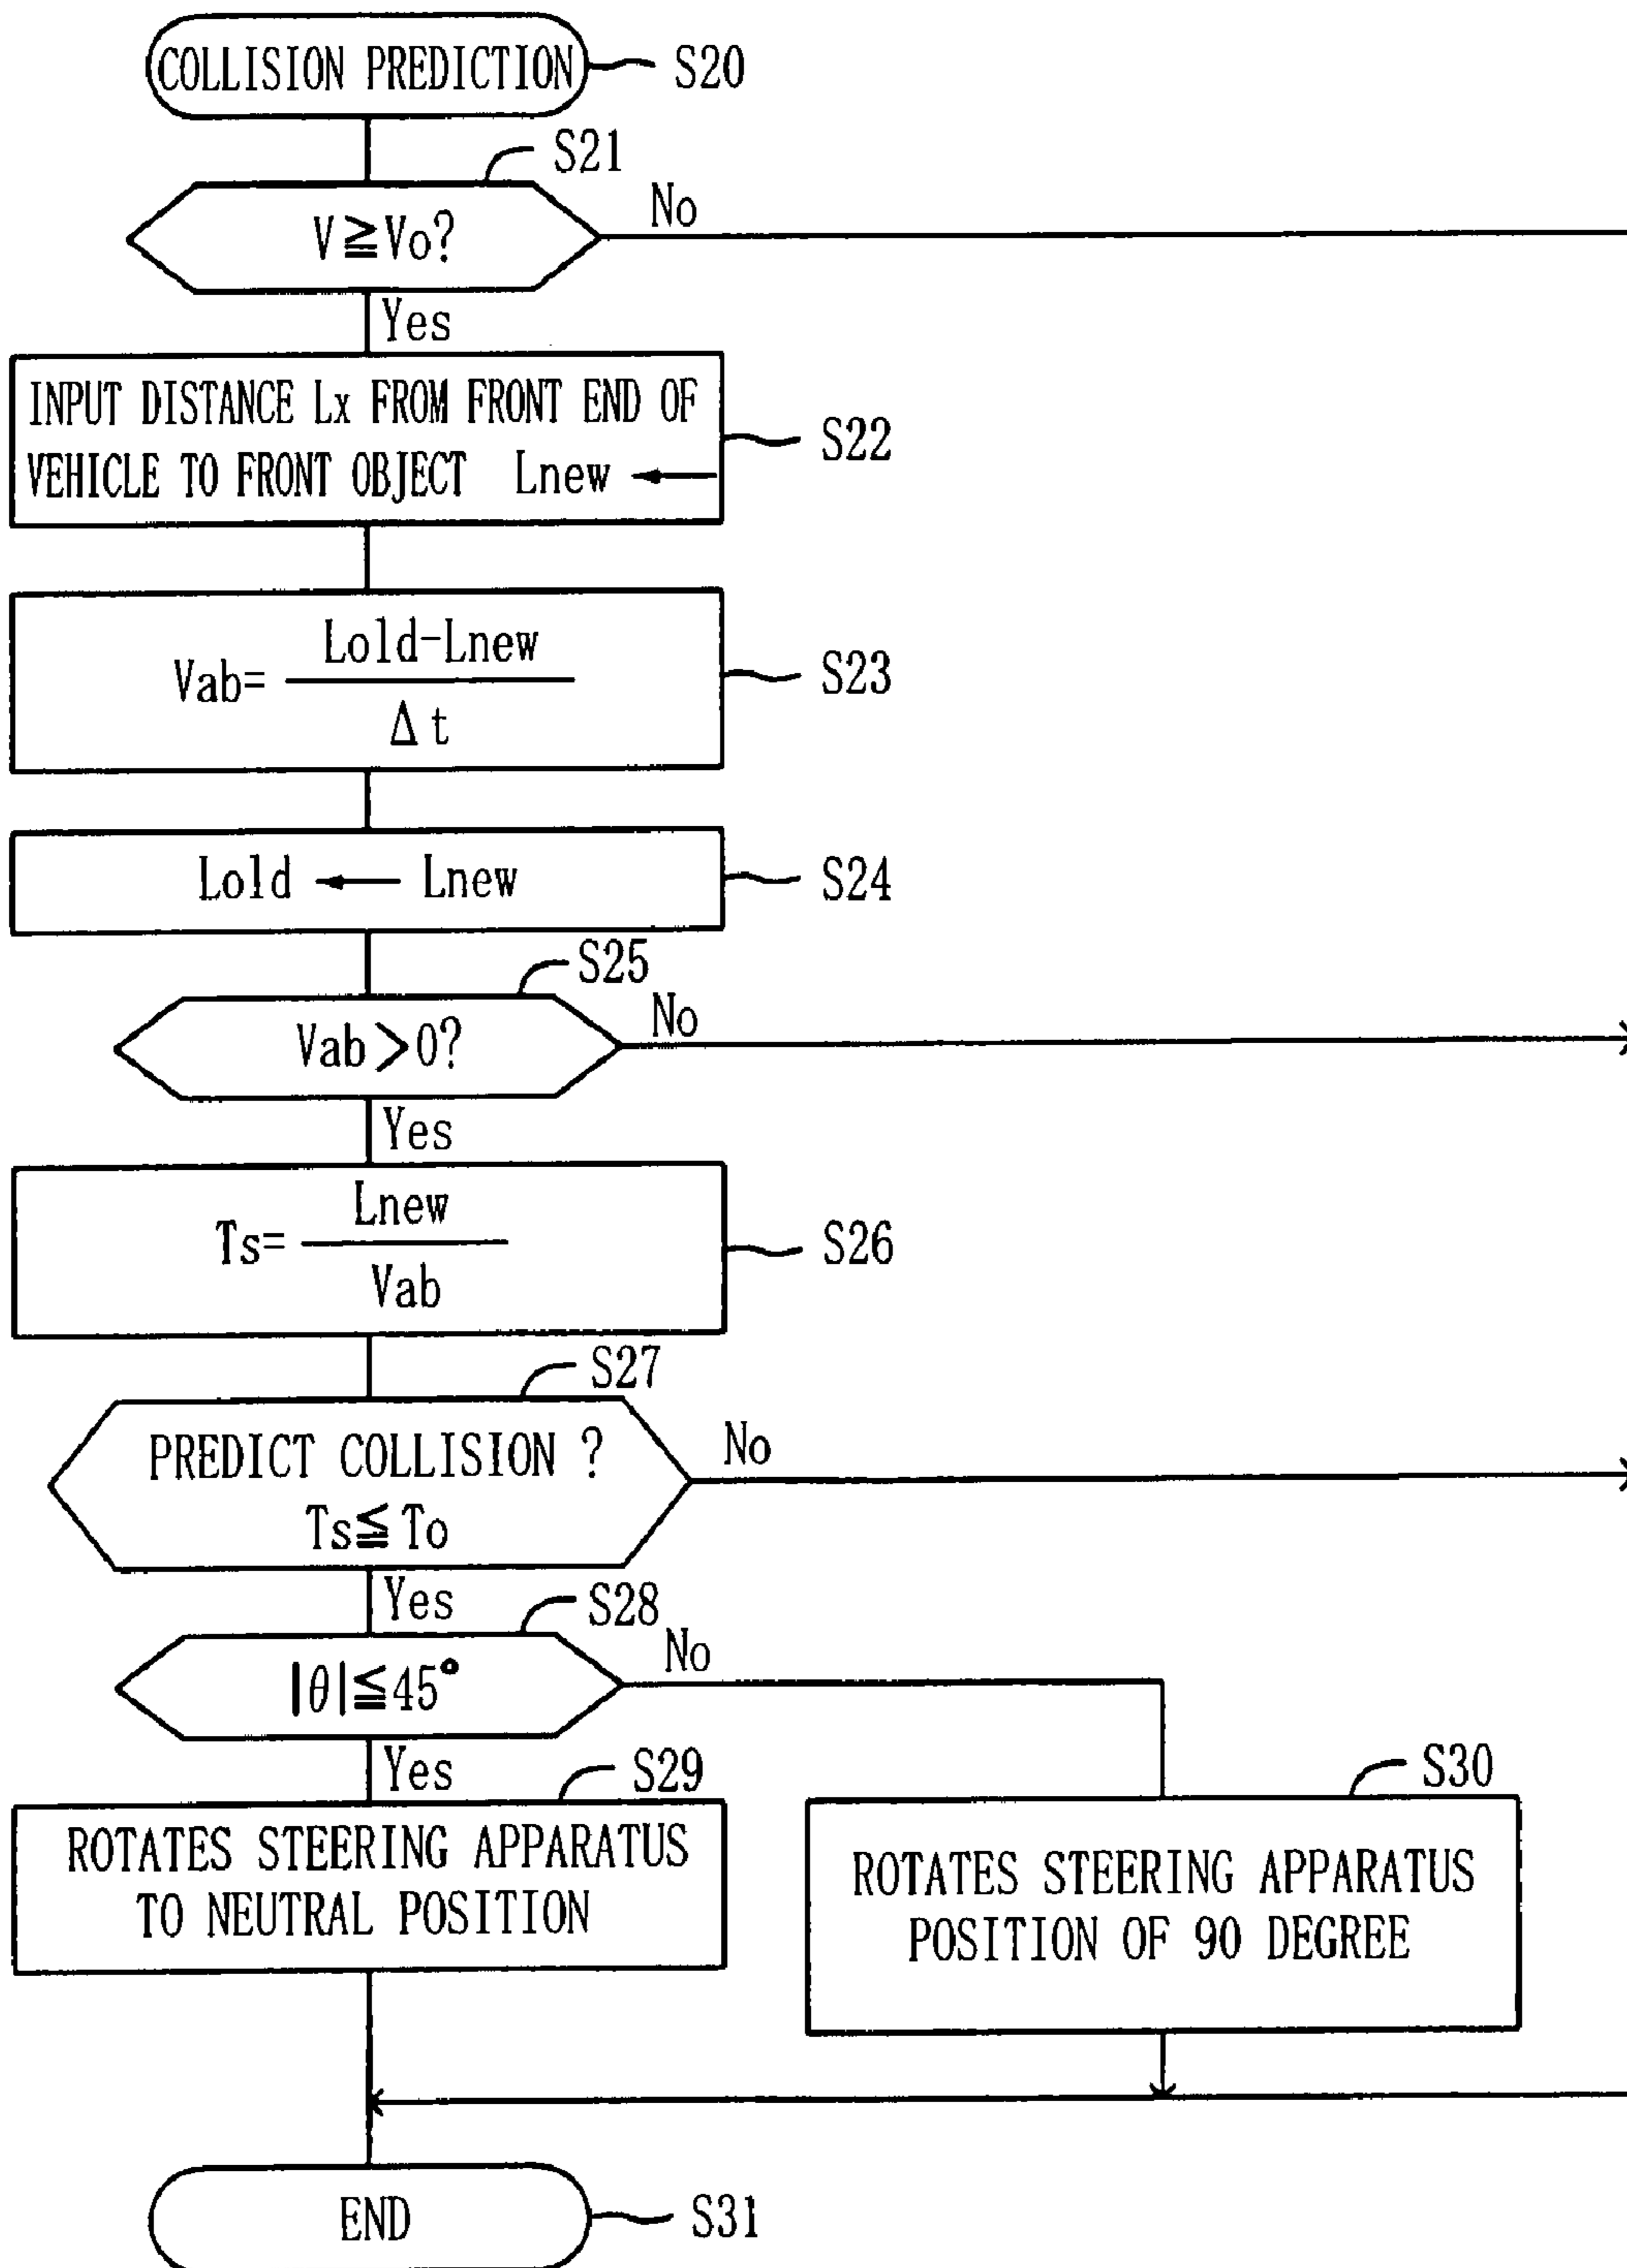 COLLISION PREDICTION
S20
S21
V≧Vo?
No
Yes
INPUT DISTANCE Lx FROM FRONT END OF
VEHICLE TO FRONT OBJECT Lnew ←
S22
Vab= Lold-Lnew
Δt
S23
Lold ← Lnew
S24
S25
Vab>0?
No
Yes
Ts= Lnew
Vab
S26
S27
PREDICT COLLISION ?
Ts≦To
No
Yes
S28
|θ|≦45°
No
Yes
S29
ROTATES STEERING APPARATUS
TO NEUTRAL POSITION
S30
ROTATES STEERING APPARATUS
POSITION OF 90 DEGREE
END
S31